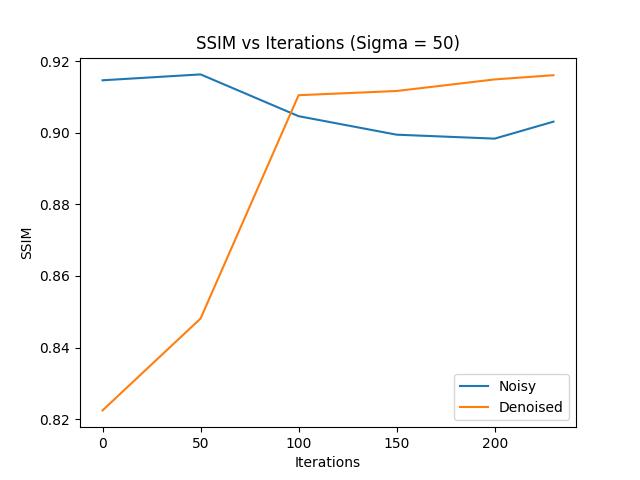 SSIM vs Iterations (Sigma = 50)
0.92
0.90
0.88
0.86
0.84
0.82
SSIM
0 50 100 150 200
Iterations
Noisy
Denoised